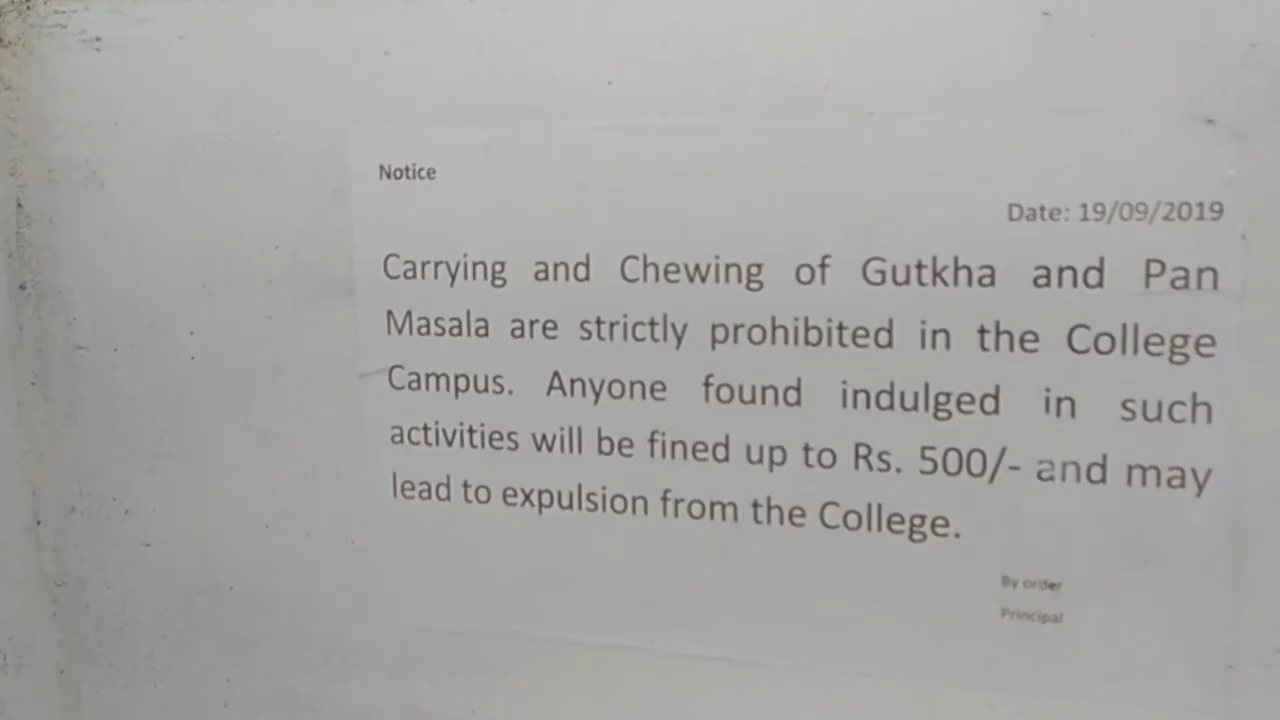 Notice
Date: 19/09/2019
Carrying and Chewing of Gutkha and Pan
Masala are strictly prohibited in the College
Campus. Anyone found indulged in such
activities will be fined up to Rs. 500/- and may
lead to expulsion from the College.
By order
Principal